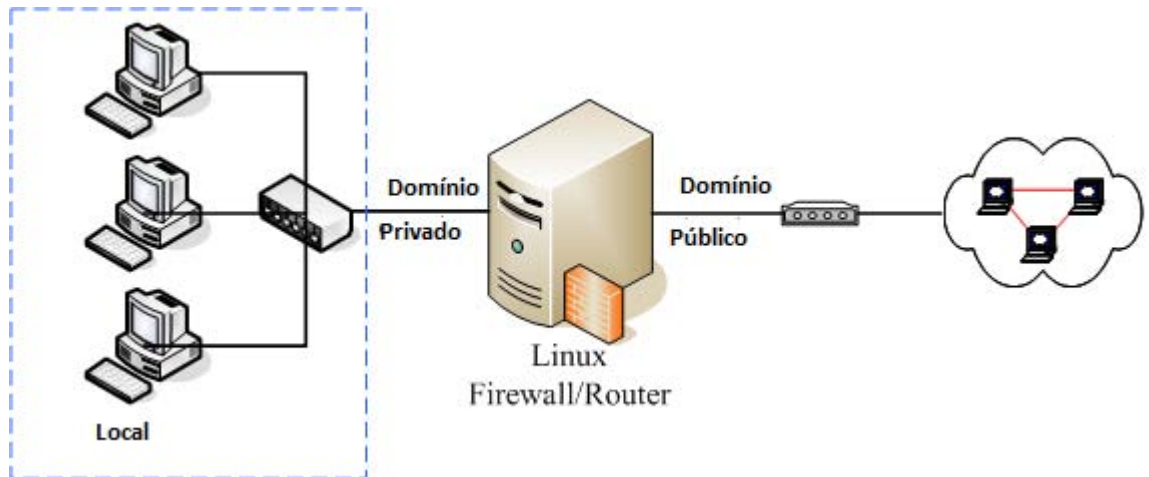 Domínio
Privado
Domínio
Público
Linux
Firewall/Router
Local